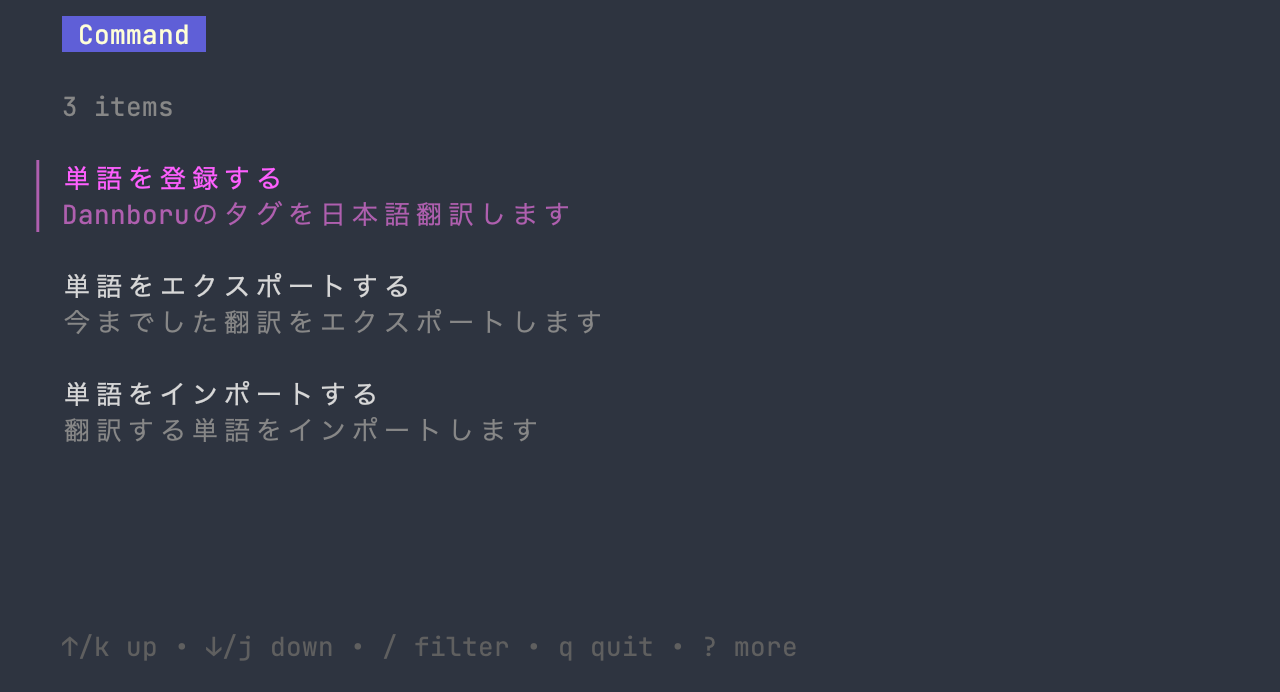 Command
3 items
単語を登録する
Dannboruのタグを日本語翻訳します
単語をエクスポートする
今までした翻訳をエクスポートします
単語をインポートする
翻訳する単語をインポートします
↑/k up • ↓/j down • / filter • q quit • ? more